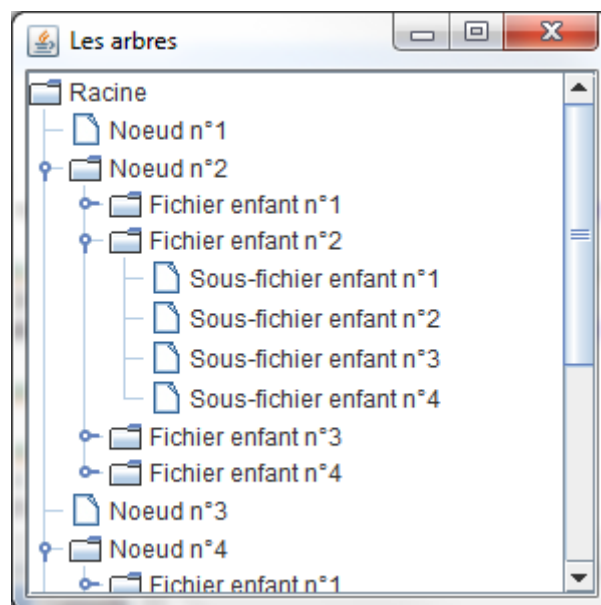 Les arbres
Racine
Noeud n°1
Noeud n°2
Fichier enfant n°1
Fichier enfant n°2
Sous-fichier enfant n°1
Sous-fichier enfant n°2
Sous-fichier enfant n°3
Sous-fichier enfant n°4
Fichier enfant n°3
Fichier enfant n°4
Noeud n°3
Noeud n°4
Fichier enfant n°1